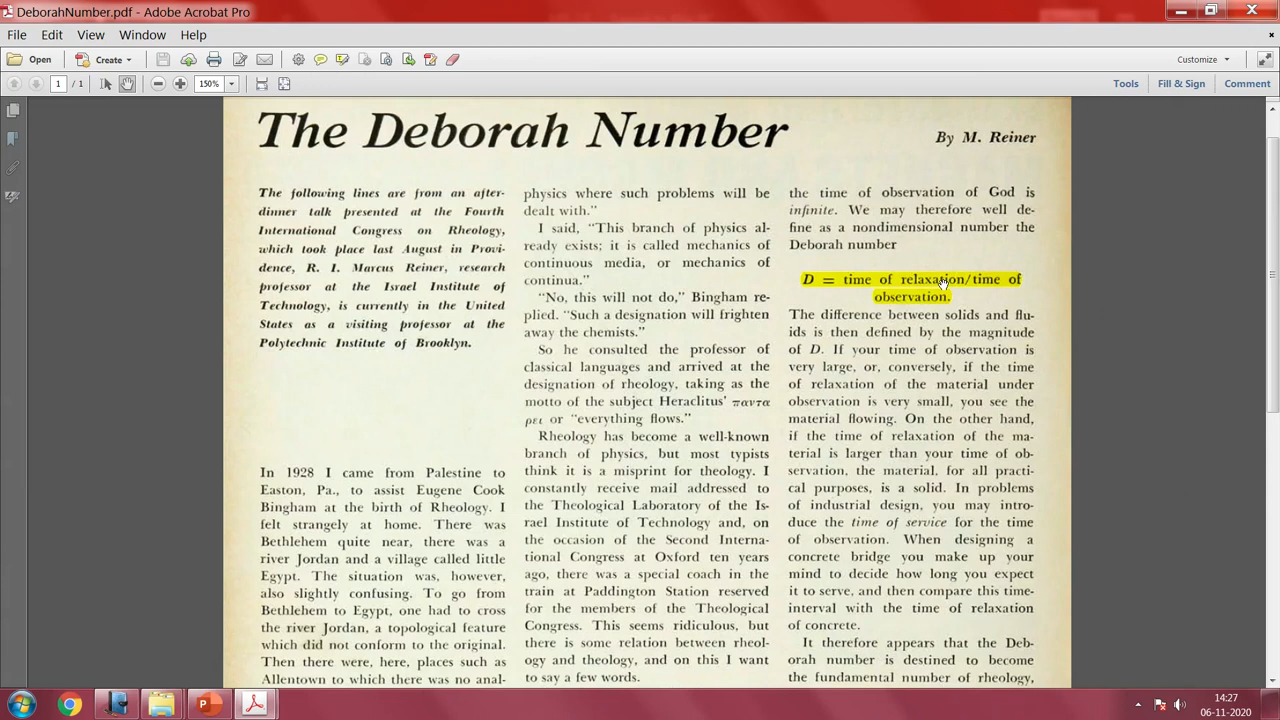 DeborahNumber.pdf - Adobe Acrobat Pro
File Edit View Window Help
Open Create Customize
1 / 1 150% Tools Fill & Sign Comment
The Deborah Number
By M. Reiner
The following lines are from an after-
dinner talk presented at the Fourth
International Congress on Rheology,
which took place last August in Provi-
dence, R. I. Marcus Reiner, research
professor at the Israel Institute of
Technology, is currently in the United
States as a visiting professor at the
Polytechnic Institute of Brooklyn.
In 1928 I came from Palestine to
Easton, Pa., to assist Eugene Cook
Bingham at the birth of Rheology. I
felt strangely at home. There was
Bethlehem quite near, there was a
river Jordan and a village called little
Egypt. The situation was, however,
also slightly confusing. To go from
Bethlehem to Egypt, one had to cross
the river Jordan, a topological feature
which did not conform to the original.
Then there were, here, places such as
Allentown to which there was no anal-
physics where such problems will be
dealt with."
I said, "This branch of physics al-
ready exists; it is called mechanics of
continuous media, or mechanics of
continua."
"No, this will not do," Bingham re-
plied. "Such a designation will frighten
away the chemists."
So he consulted the professor of
classical languages and arrived at the
designation of rheology, taking as the
motto of the subject Heraclitus' παντα
ρει or "everything flows."
Rheology has become a well-known
branch of physics, but most typists
think it is a misprint for theology. I
constantly receive mail addressed to
the Theological Laboratory of the Is-
rael Institute of Technology and, on
the occasion of the Second Interna-
tional Congress at Oxford ten years
ago, there was a special coach in the
train at Paddington Station reserved
for the members of the Theological
Congress. This seems ridiculous, but
there is some relation between rheol-
ogy and theology, and on this I want
to say a few words.
the time of observation of God is
infinite. We may therefore well de-
fine as a nondimensional number the
Deborah number
D = time of relaxation/time of
observation.
The difference between solids and flu-
ids is then defined by the magnitude
of D. If your time of observation is
very large, or, conversely, if the time
of relaxation of the material under
observation is very small, you see the
material flowing. On the other hand,
if the time of relaxation of the ma-
terial is larger than your time of ob-
servation, the material, for all practi-
cal purposes, is a solid. In problems
of industrial design, you may intro-
duce the time of service for the time
of observation. When designing a
concrete bridge you make up your
mind to decide how long you expect
it to serve, and then compare this time-
interval with the time of relaxation
of concrete.
It therefore appears that the Deb-
orah number is destined to become
the fundamental number of rheology,
14:27
06-11-2020